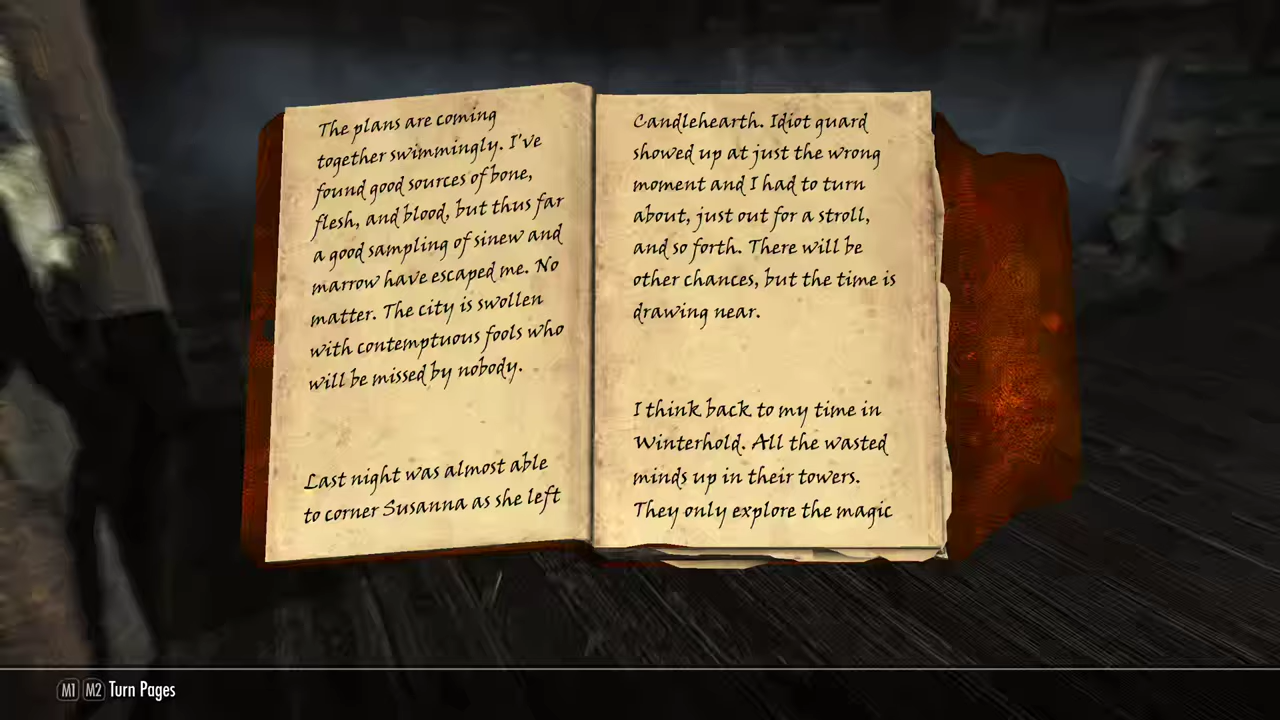 The plans are coming
together swimmingly. I've
found good sources of bone,
flesh, and blood, but thus far
a good sampling of sinew and
marrow have escaped me. No
matter. The city is swollen
with contemptuous fools who
will be missed by nobody.
Last night was almost able
to corner Susanna as she left
Candlehearth. Idiot guard
showed up at just the wrong
moment and I had to turn
about, just out for a stroll,
and so forth. There will be
other chances, but the time is
drawing near.
I think back to my time in
Winterhold. All the wasted
minds up in their towers.
They only explore the magic
M1 M2 Turn Pages